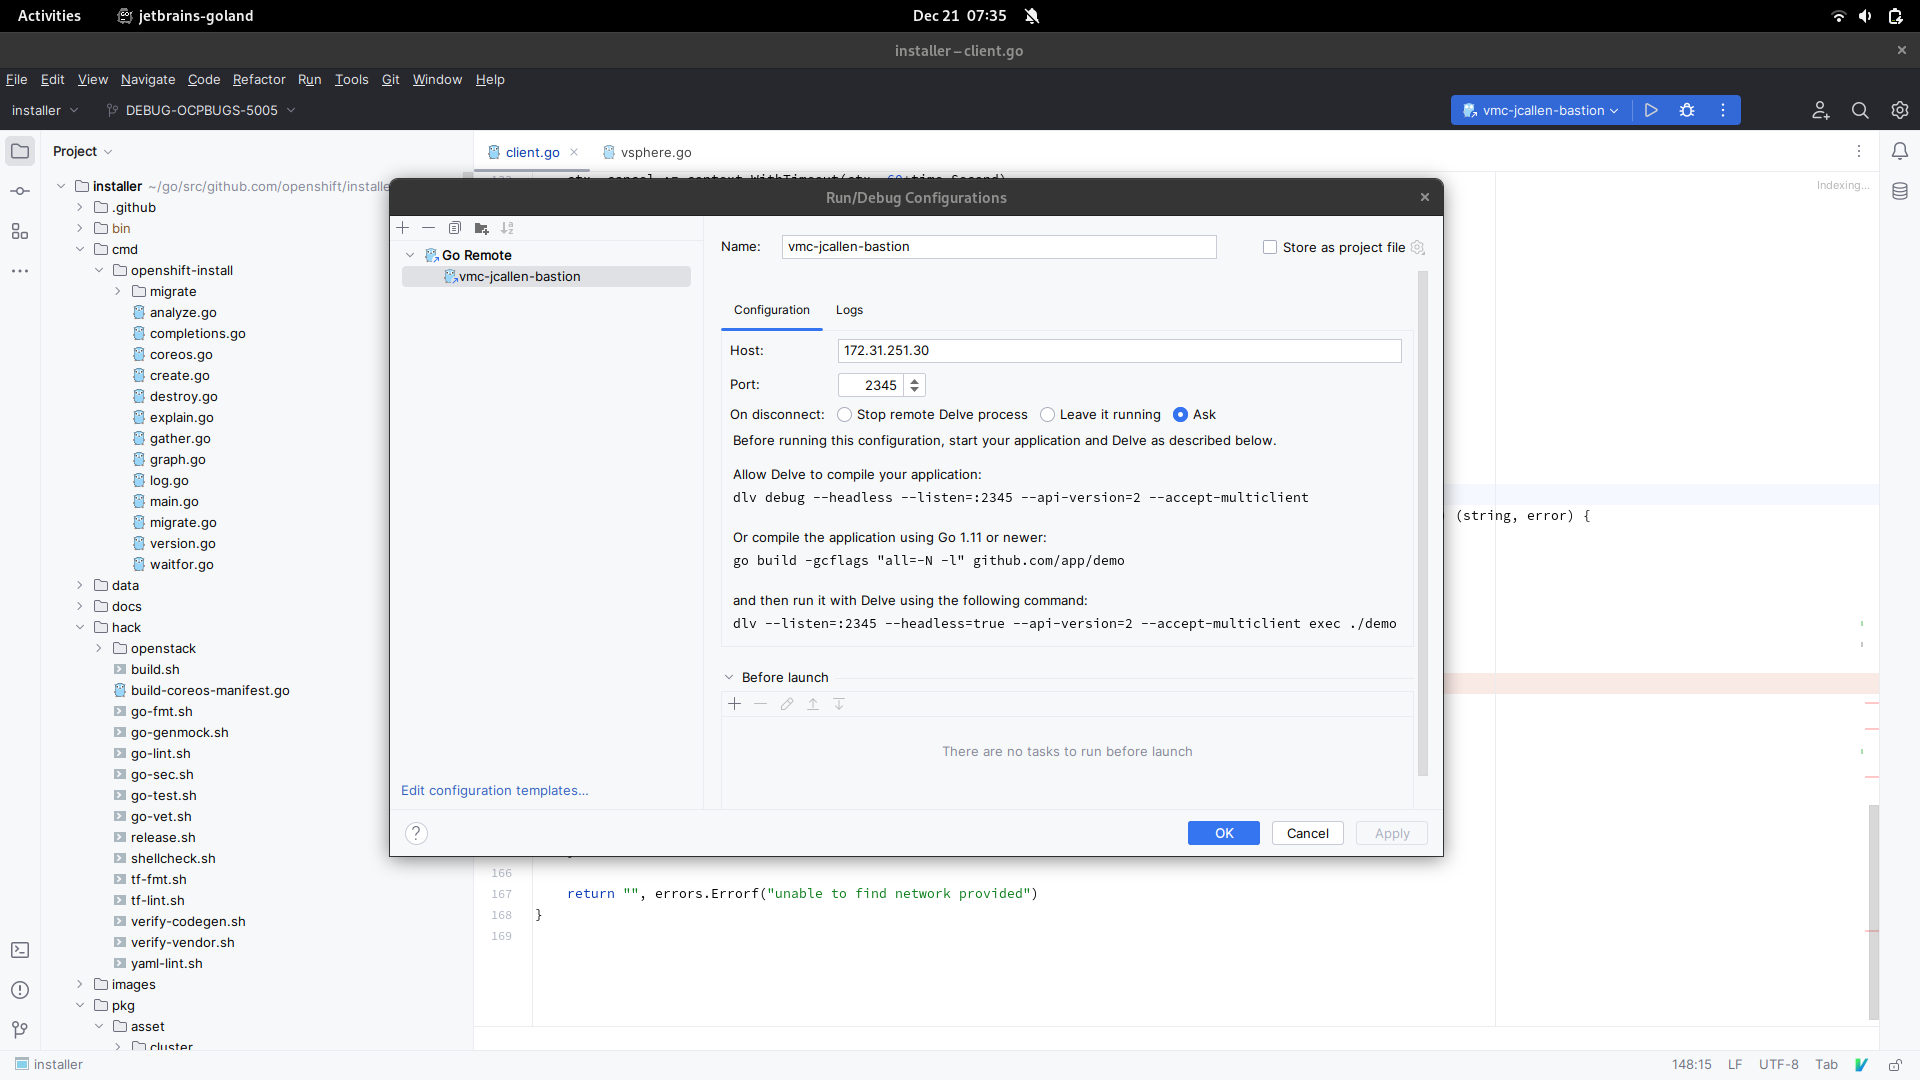 Activities
jetbrains-goland
Dec 21 07:35
installer – client.go
File Edit View Navigate Code Refactor Run Tools Git Window Help
installer
DEBUG-OCPBUGS-5005
vmc-jcallen-bastion
Project
client.go
vsphere.go
Indexing...
installer ~/go/src/github.com/openshift/installe
.github
bin
cmd
openshift-install
migrate
analyze.go
completions.go
coreos.go
create.go
destroy.go
explain.go
gather.go
graph.go
log.go
main.go
migrate.go
version.go
waitfor.go
data
docs
hack
openstack
build.sh
build-coreos-manifest.go
go-fmt.sh
go-genmock.sh
go-lint.sh
go-sec.sh
go-test.sh
go-vet.sh
release.sh
shellcheck.sh
tf-fmt.sh
tf-lint.sh
verify-codegen.sh
verify-vendor.sh
yaml-lint.sh
images
pkg
asset
cluster
Run/Debug Configurations
Go Remote
vmc-jcallen-bastion
Edit configuration templates...
Name: vmc-jcallen-bastion
Store as project file
Configuration Logs
Host: 172.31.251.30
Port: 2345
On disconnect: Stop remote Delve process Leave it running Ask
Before running this configuration, start your application and Delve as described below.
Allow Delve to compile your application:
dlv debug --headless --listen=:2345 --api-version=2 --accept-multiclient
Or compile the application using Go 1.11 or newer:
go build -gcflags "all=-N -l" github.com/app/demo
and then run it with Delve using the following command:
dlv --listen=:2345 --headless=true --api-version=2 --accept-multiclient exec ./demo
Before launch
There are no tasks to run before launch
?
OK Cancel Apply
(string, error) {
166
167 return "", errors.Errorf("unable to find network provided")
168 }
169
installer
148:15 LF UTF-8 Tab